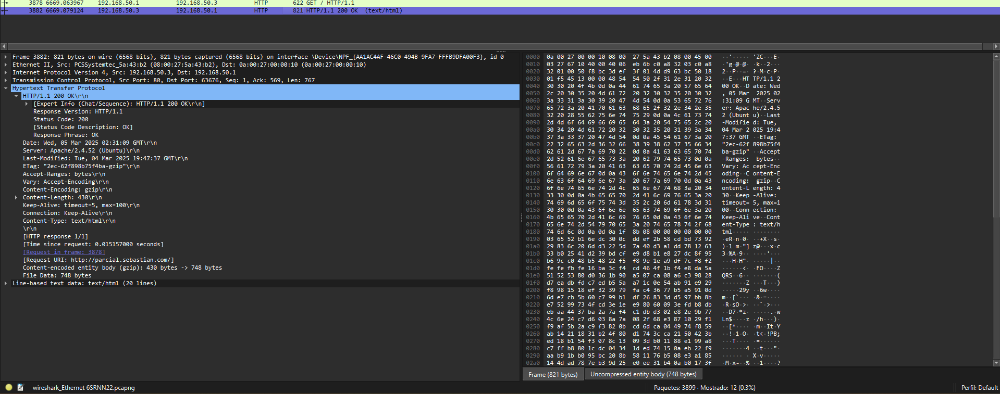 3878 6669.063967 192.168.50.1 192.168.50.3 HTTP 622 GET / HTTP/1.1
3882 6669.079124 192.168.50.3 192.168.50.1 HTTP 821 HTTP/1.1 200 OK (text/html)
Frame 3882: 821 bytes on wire (6568 bits), 821 bytes captured (6568 bits) on interface \Device\NPF_{AA1AC4AF-46C0-494B-9FA7-FFFB9DFA00F3}, id 0
Ethernet II, Src: PCSSystemtec_5a:43:b2 (08:00:27:5a:43:b2), Dst: 0a:00:27:00:00:10 (0a:00:27:00:00:10)
Internet Protocol Version 4, Src: 192.168.50.3, Dst: 192.168.50.1
Transmission Control Protocol, Src Port: 80, Dst Port: 63676, Seq: 1, Ack: 569, Len: 767
Hypertext Transfer Protocol
HTTP/1.1 200 OK\r\n
[Expert Info (Chat/Sequence): HTTP/1.1 200 OK\r\n]
Response Version: HTTP/1.1
Status Code: 200
[Status Code Description: OK]
Response Phrase: OK
Date: Wed, 05 Mar 2025 02:31:09 GMT\r\n
Server: Apache/2.4.52 (Ubuntu)\r\n
Last-Modified: Tue, 04 Mar 2025 19:47:37 GMT\r\n
ETag: "2ec-62f898b75f4ba-gzip"\r\n
Accept-Ranges: bytes\r\n
Vary: Accept-Encoding\r\n
Content-Encoding: gzip\r\n
Content-Length: 430\r\n
Keep-Alive: timeout=5, max=100\r\n
Connection: Keep-Alive\r\n
Content-Type: text/html\r\n
\r\n
[HTTP response 1/1]
[Time since request: 0.015157000 seconds]
[Request in frame: 3878]
[Request URI: http://parcial.sebastian.com/]
Content-encoded entity body (gzip): 430 bytes -> 748 bytes
File Data: 748 bytes
Line-based text data: text/html (20 lines)
0000 0a 00 27 00 00 10 08 00 27 5a 43 b2 08 00 45 00 ··'·····'ZC···E·
0010 03 27 67 10 40 00 40 06 eb 6b c0 a8 32 03 c0 a8 ·'g·@·@··k··2···
0020 32 01 00 50 f8 bc 3d ef 3f 01 4d d9 63 bc 50 18 2··P··=·?·M·c·P·
0030 01 f5 45 13 00 00 48 54 54 50 2f 31 2e 31 20 32 ··E···HTTP/1.1 2
0040 30 30 20 4f 4b 0d 0a 44 61 74 65 3a 20 57 65 64 00 OK··Date: Wed
0050 2c 20 30 35 20 4d 61 72 20 32 30 32 35 20 30 32 , 05 Mar 2025 02
0060 3a 33 31 3a 30 39 20 47 4d 54 0d 0a 53 65 72 76 :31:09 GMT··Serv
0070 65 72 3a 20 41 70 61 63 68 65 2f 32 2e 34 2e 35 er: Apache/2.4.5
0080 32 20 28 55 62 75 6e 74 75 29 0d 0a 4c 61 73 74 2 (Ubuntu)··Last
0090 2d 4d 6f 64 69 66 69 65 64 3a 20 54 75 65 2c 20 -Modified: Tue,
00a0 30 34 20 4d 61 72 20 32 30 32 35 20 31 39 3a 34 04 Mar 2025 19:4
00b0 37 3a 33 37 20 47 4d 54 0d 0a 45 54 61 67 3a 20 7:37 GMT··ETag:
00c0 22 32 65 63 2d 36 32 66 38 39 38 62 37 35 66 34 "2ec-62f898b75f4
00d0 62 61 2d 67 7a 69 70 22 0d 0a 41 63 63 65 70 74 ba-gzip"··Accept
00e0 2d 52 61 6e 67 65 73 3a 20 62 79 74 65 73 0d 0a -Ranges: bytes··
00f0 56 61 72 79 3a 20 41 63 63 65 70 74 2d 45 6e 63 Vary: Accept-Enc
0100 6f 64 69 6e 67 0d 0a 43 6f 6e 74 65 6e 74 2d 45 oding··Content-E
0110 6e 63 6f 64 69 6e 67 3a 20 67 7a 69 70 0d 0a 43 ncoding: gzip··C
0120 6f 6e 74 65 6e 74 2d 4c 65 6e 67 74 68 3a 20 34 ontent-Length: 4
0130 33 30 0d 0a 4b 65 65 70 2d 41 6c 69 76 65 3a 20 30··Keep-Alive:
0140 74 69 6d 65 6f 75 74 3d 35 2c 20 6d 61 78 3d 31 timeout=5, max=1
0150 30 30 0d 0a 43 6f 6e 6e 65 63 74 69 6f 6e 3a 20 00··Connection:
0160 4b 65 65 70 2d 41 6c 69 76 65 0d 0a 43 6f 6e 74 Keep-Alive··Cont
0170 65 6e 74 2d 54 79 70 65 3a 20 74 65 78 74 2f 68 ent-Type: text/h
0180 74 6d 6c 0d 0a 0d 0a 1f 8b 08 00 00 00 00 00 00 tml·············
0190 03 65 52 b1 6e dc 30 0c dd ef 2b 58 cd bd 73 92 ·eR·n·0···+X··s·
01a0 29 83 6c 20 6d d3 22 5d 7a 40 d3 a1 dd 78 12 63 )·l m·"]z@···x·c
01b0 33 b0 25 41 d2 39 bd cf e9 d8 b1 e8 27 dc 8f 95 3·%A·9······'···
01c0 b6 9c c0 48 b5 48 22 f5 f8 9e 1e a9 df 7c f8 f2 ···H·H"······|··
01d0 fe fe fb fe 16 ba 3c f4 cd 46 4f 1b f4 e8 da 5a ······<··FO····Z
01e0 51 52 53 80 d0 36 1b 90 a5 07 ca 08 a6 c3 98 28 QRS··6·········(
01f0 d7 ea db fd c7 ed b5 5a a7 1c 0e 54 ab 91 e9 29 ·······Z···T···)
0200 f8 98 15 18 ef 32 39 79 fa c4 36 77 b5 a5 91 0d ·····29y··6w····
0210 6d e7 cb 5b 60 c7 99 b1 df 26 83 3d d5 97 bb 8b m··[`····&·=····
0220 e7 52 99 73 4f cd 3e 1e e9 80 60 09 3e fd b8 db ·R·sO·>···`·>···
0230 eb aa 44 37 ba 2a 7a f4 c1 db d3 02 e8 2e 9b 77 ··D7·*z······.·w
0240 4c 6e 24 c7 d6 03 8a 7a 08 2f 68 e3 87 10 29 f1 Ln$····z·/h···)·
0250 f9 af 5b 2a c9 f3 82 0b cd 6d ca 04 49 74 f8 59 ··[*·····m··It·Y
0260 ab 14 21 18 31 b2 4f 80 d1 74 3c ca 21 50 42 3b ··!·1·O··t<·!PB;
0270 ed 18 b1 54 f3 07 8c 13 09 3d b0 11 88 e1 99 a8 ···T·····=······
0280 c7 ff b8 80 1c dc 04 34 1d ed 74 15 0a eb 22 f9 ·······4··t···"·
0290 aa b9 1b b0 95 bc 20 8b 58 11 76 b5 08 e3 a1 85 ······ ·X·v·····
02a0 14 4d ad 78 7e b3 9d 25 e0 ee 31 b4 0a b0 17 3f ·M·x~··%··1····?
Frame (821 bytes) Uncompressed entity body (748 bytes)
wireshark_Ethernet 6SRNN22.pcapng Paquetes: 3899 · Mostrado: 12 (0.3%) Perfil: Default